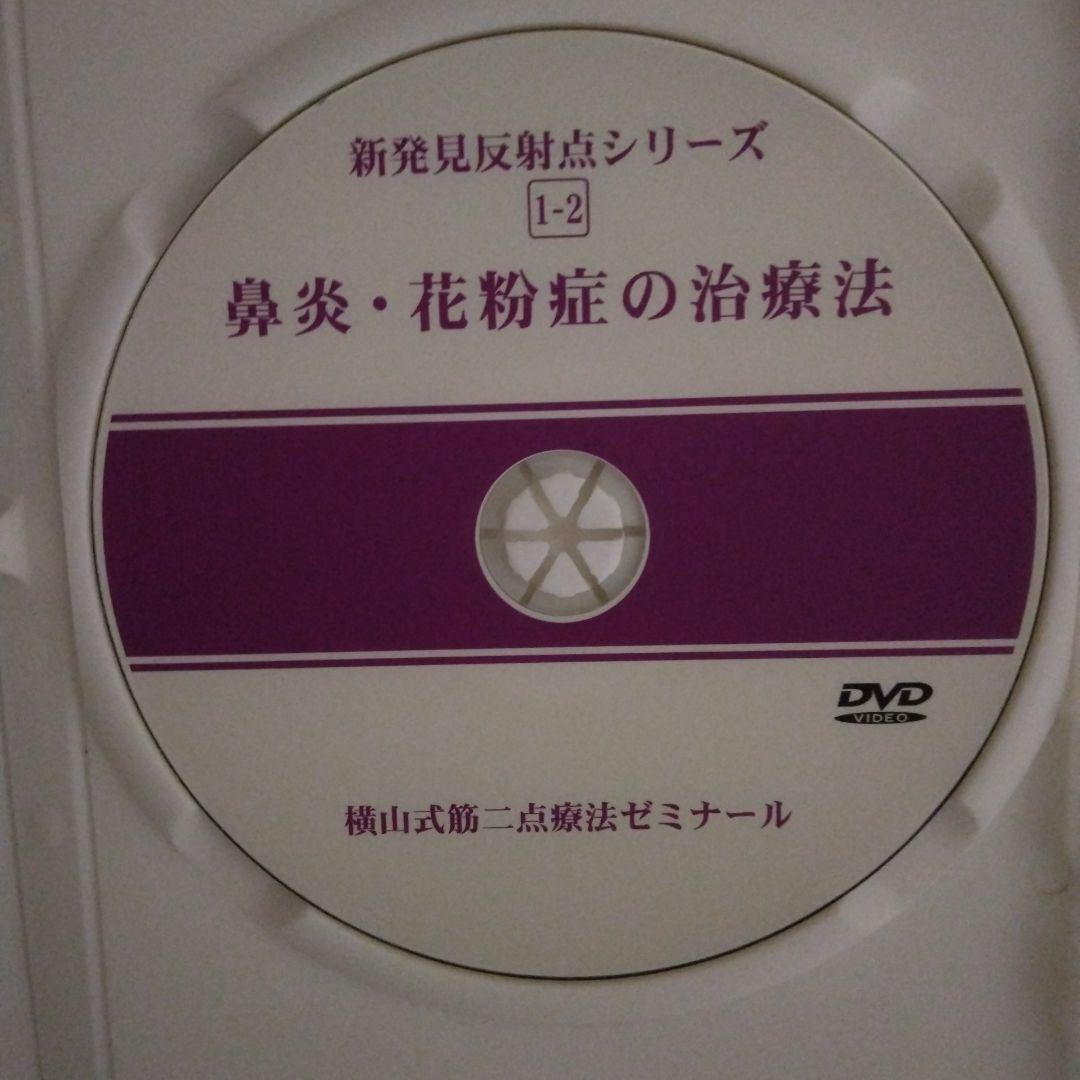 新発見反射点シリーズ
1-2
鼻炎・花粉症の治療法
DVD
VIDEO
横山式筋二点療法ゼミナール